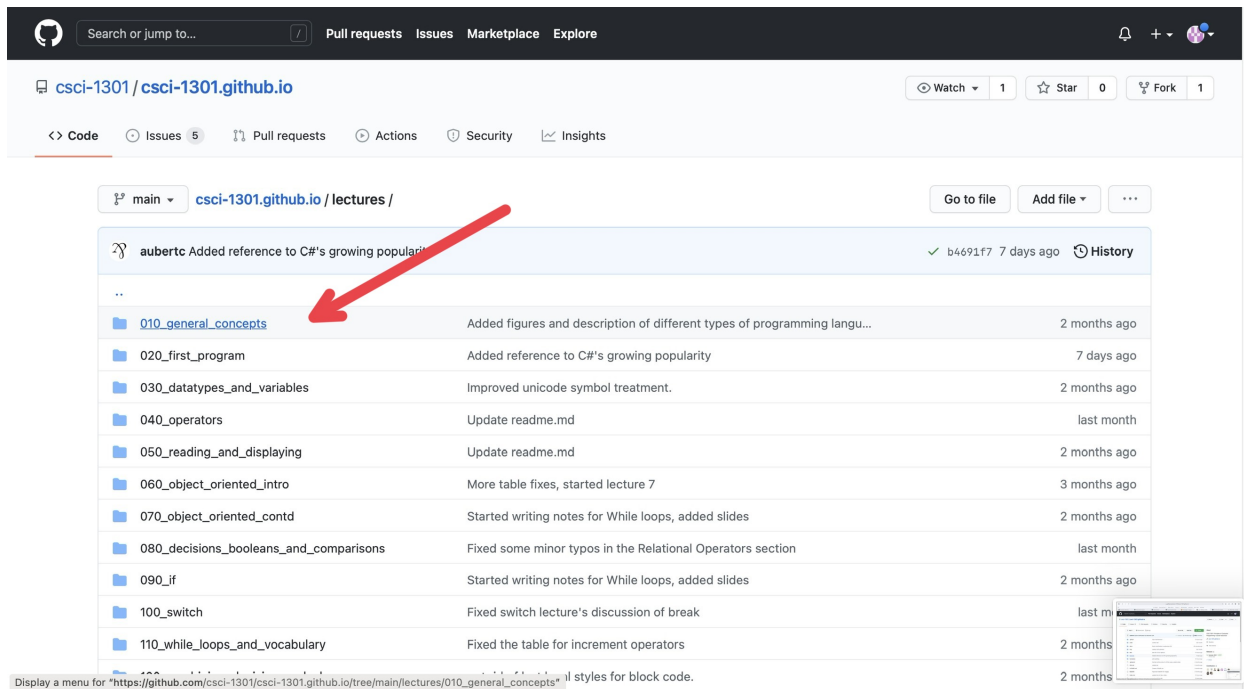 Search or jump to... / Pull requests Issues Marketplace Explore
csci-1301 / csci-1301.github.io Watch 1 Star 0 Fork 1
<> Code Issues 5 Pull requests Actions Security Insights
main csci-1301.github.io / lectures / Go to file Add file ...
aubertc Added reference to C#'s growing b4691f7 7 days ago History
..
010_general_concepts Added figures and description of different types of programming langu... 2 months ago
020_first_program Added reference to C#'s growing popularity 7 days ago
030_datatypes_and_variables Improved unicode symbol treatment. 2 months ago
040_operators Update readme.md last month
050_reading_and_displaying Update readme.md 2 months ago
060_object_oriented_intro More table fixes, started lecture 7 3 months ago
070_object_oriented_contd Started writing notes for While loops, added slides 2 months ago
080_decisions_booleans_and_comparisons Fixed some minor typos in the Relational Operators section last month
090_if Started writing notes for While loops, added slides 2 months ago
100_switch Fixed switch lecture's discussion of break last
110_while_loops_and_vocabulary Fixed the table for increment operators 2 months
styles for block code. 2 months
Display a menu for "https://github.com/csci-1301/csci-1301.github.io/tree/main/lectures/010_general_concepts"